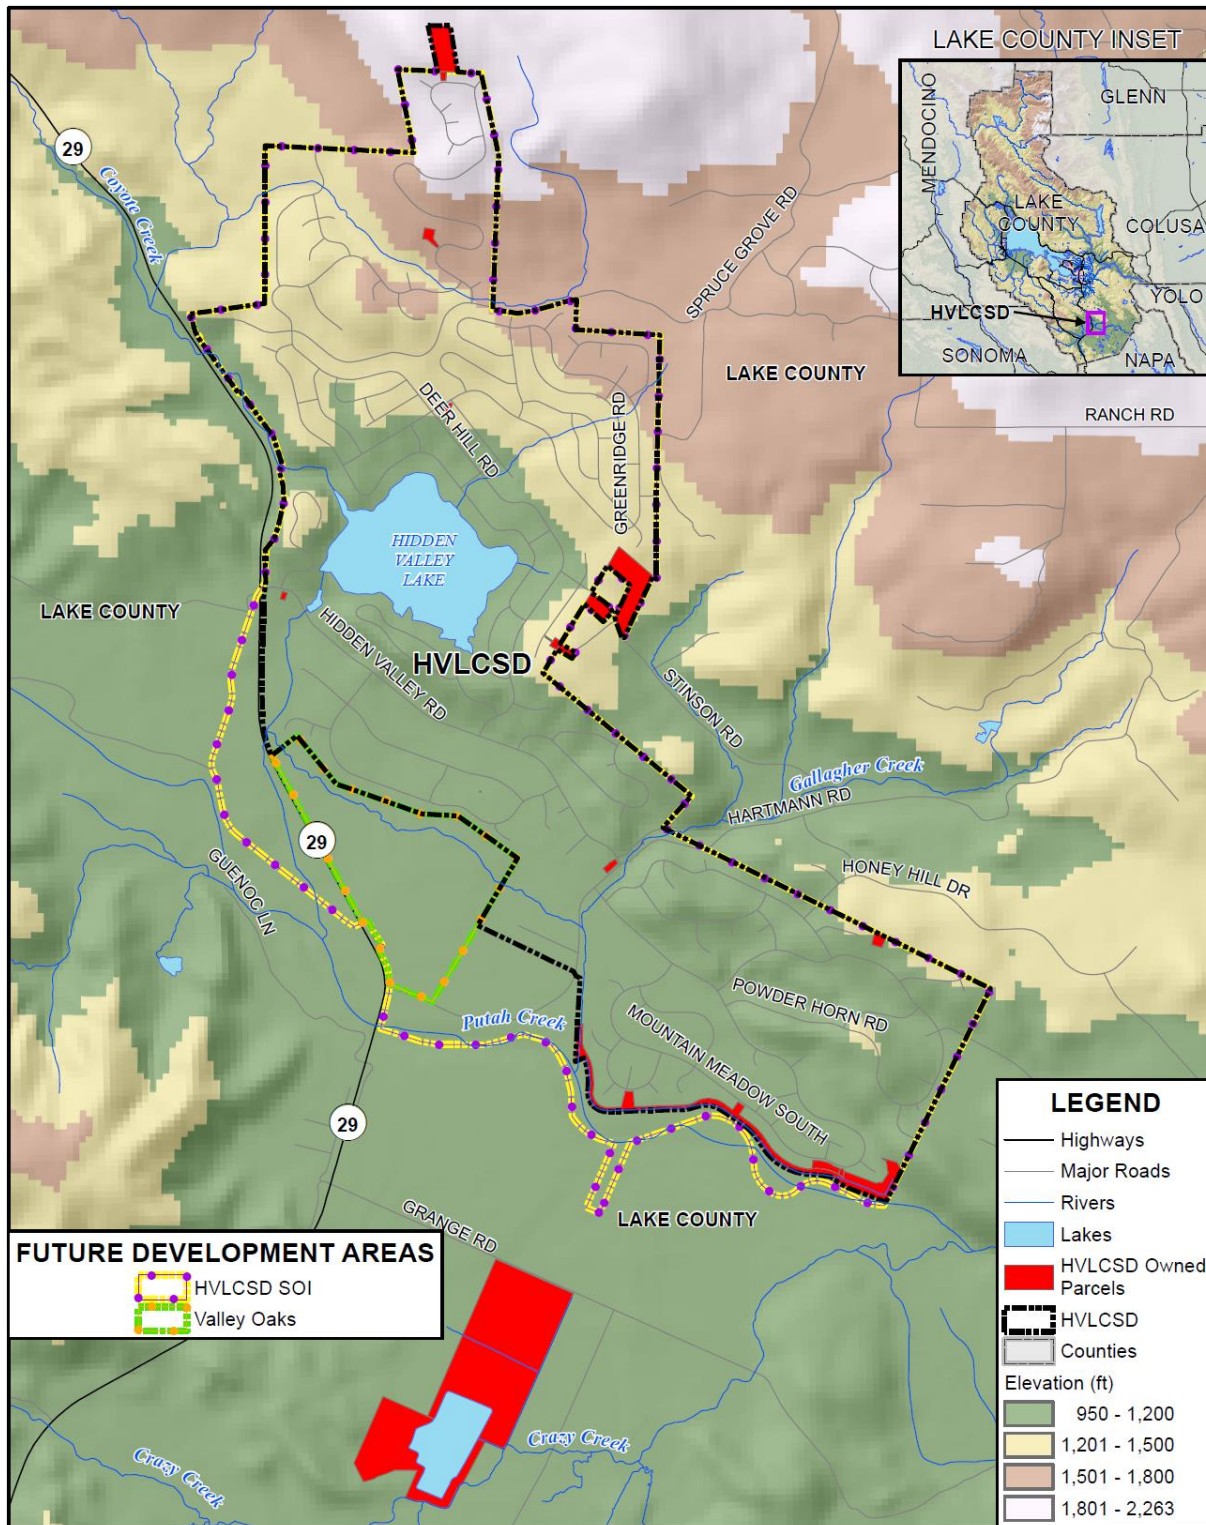 LAKE COUNTY INSET
MENDOCINO
GLENN
LAKE
COUNTY
COLUSA
YOLO
HVLCSD
SONOMA
NAPA
29
Coyote Creek
SPRUCE GROVE RD
LAKE COUNTY
RANCH RD
DEER HILL RD
GREENRIDGE RD
HIDDEN
VALLEY
LAKE
LAKE COUNTY
HIDDEN VALLEY RD
HVLCSD
STINSON RD
Gallagher Creek
HARTMANN RD
29
GUENOC LN
HONEY HILL DR
POWDER HORN RD
Putah Creek
MOUNTAIN MEADOW SOUTH
29
GRANGE RD
LAKE COUNTY
Crazy Creek
Crazy Creek
FUTURE DEVELOPMENT AREAS
HVLCSD SOI
Valley Oaks
LEGEND
Highways
Major Roads
Rivers
Lakes
HVLCSD Owned
Parcels
HVLCSD
Counties
Elevation (ft)
950 - 1,200
1,201 - 1,500
1,501 - 1,800
1,801 - 2,263